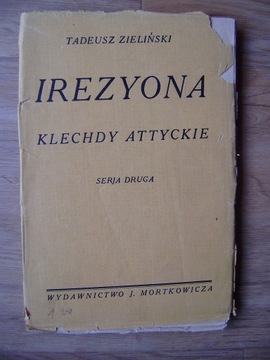 TADEUSZ ZIELIŃSKI
IREZYONA
KLECHDY ATTYCKIE
SERJA DRUGA
WYDAWNICTWO J. MORTKOWICZA